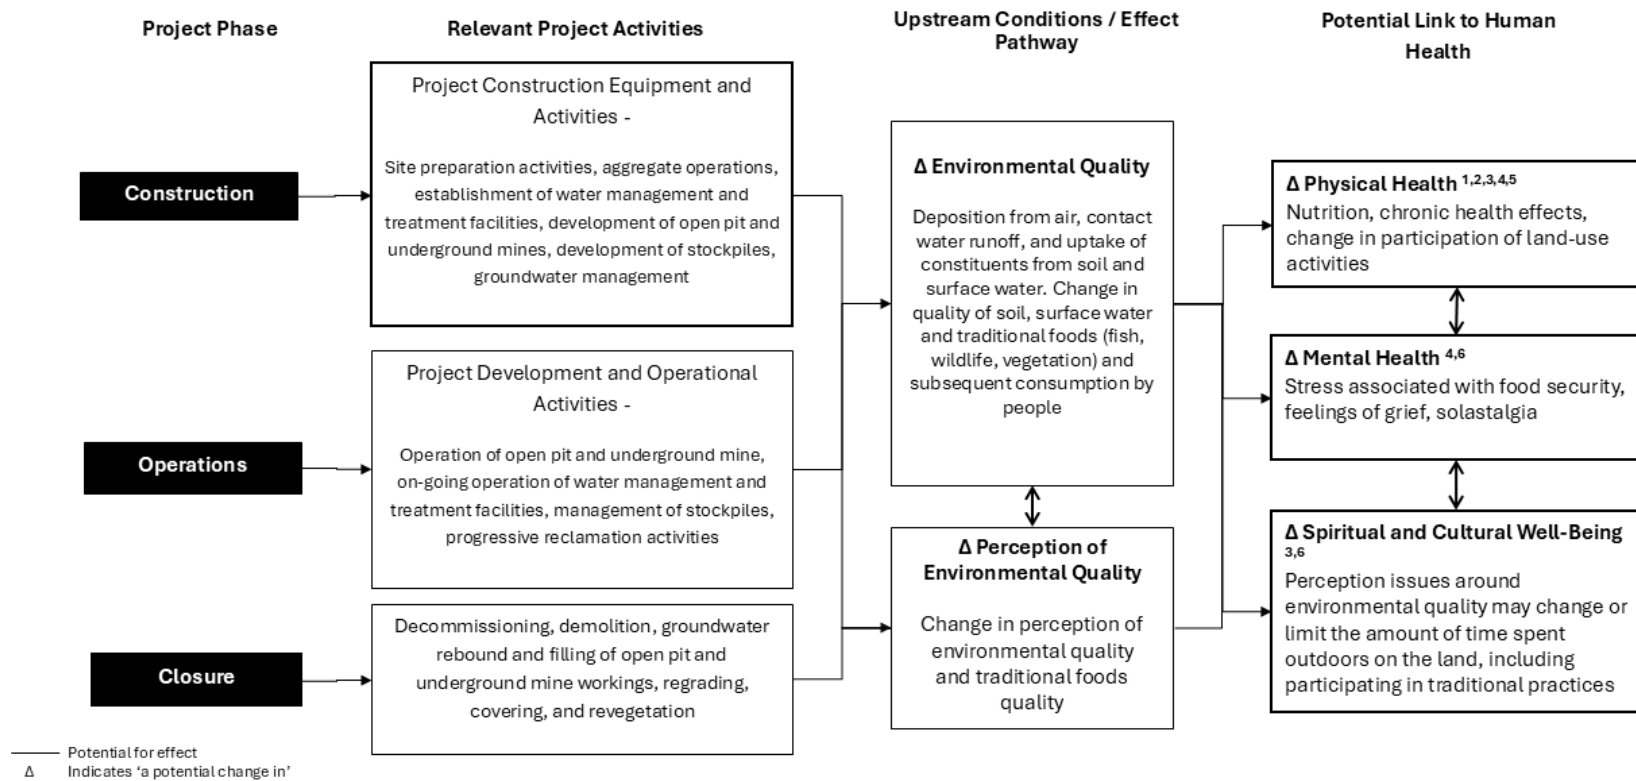 Project Phase
Relevant Project Activities
Upstream Conditions / Effect
Pathway
Potential Link to Human
Health
Construction
Project Construction Equipment and
Activities -
Site preparation activities, aggregate operations,
establishment of water management and
treatment facilities, development of open pit and
underground mines, development of stockpiles,
groundwater management
Operations
Project Development and Operational
Activities -
Operation of open pit and underground mine,
on-going operation of water management and
treatment facilities, management of stockpiles,
progressive reclamation activities
Closure
Decommissioning, demolition, groundwater
rebound and filling of open pit and
underground mine workings, regrading,
covering, and revegetation
Δ Environmental Quality
Deposition from air, contact
water runoff, and uptake of
constituents from soil and
surface water. Change in
quality of soil, surface water
and traditional foods (fish,
wildlife, vegetation) and
subsequent consumption by
people
Δ Perception of
Environmental Quality
Change in perception of
environmental quality
and traditional foods
quality
Δ Physical Health 1,2,3,4,5
Nutrition, chronic health effects,
change in participation of land-use
activities
Δ Mental Health 4,6
Stress associated with food security,
feelings of grief, solastalgia
Δ Spiritual and Cultural Well-Being
3,6
Perception issues around
environmental quality may change or
limit the amount of time spent
outdoors on the land, including
participating in traditional practices
Potential for effect
Δ Indicates ‘a potential change in’